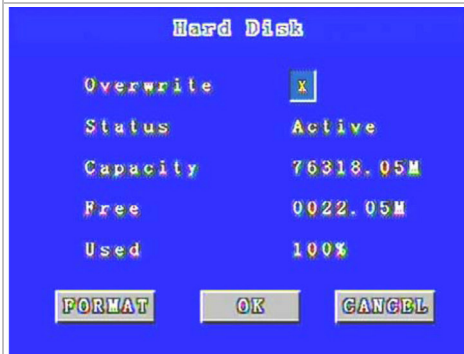 Hard Disk
Overwrite X
Status Active
Capacity 76318.05M
Free 0022.05M
Used 100%
FORMAT OK CANCEL